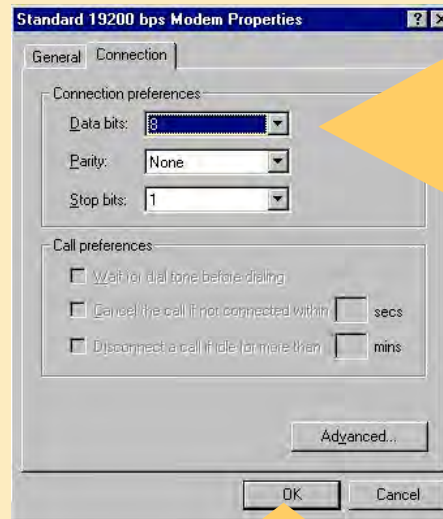 Standard 19200 bps Modem Properties
General Connection
Connection preferences
Data bits: 8
Parity: None
Stop bits: 1
Call preferences
Wait for dial tone before dialing
Cancel the call if not connected within secs
Disconnect a call if idle for more than mins
Advanced...
OK Cancel